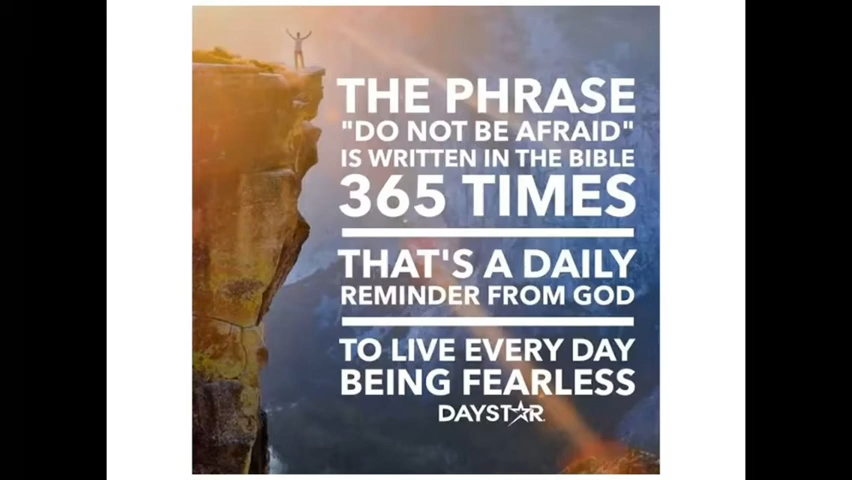 THE PHRASE
"DO NOT BE AFRAID"
IS WRITTEN IN THE BIBLE
365 TIMES
THAT'S A DAILY
REMINDER FROM GOD
TO LIVE EVERY DAY
BEING FEARLESS
DAYSTAR